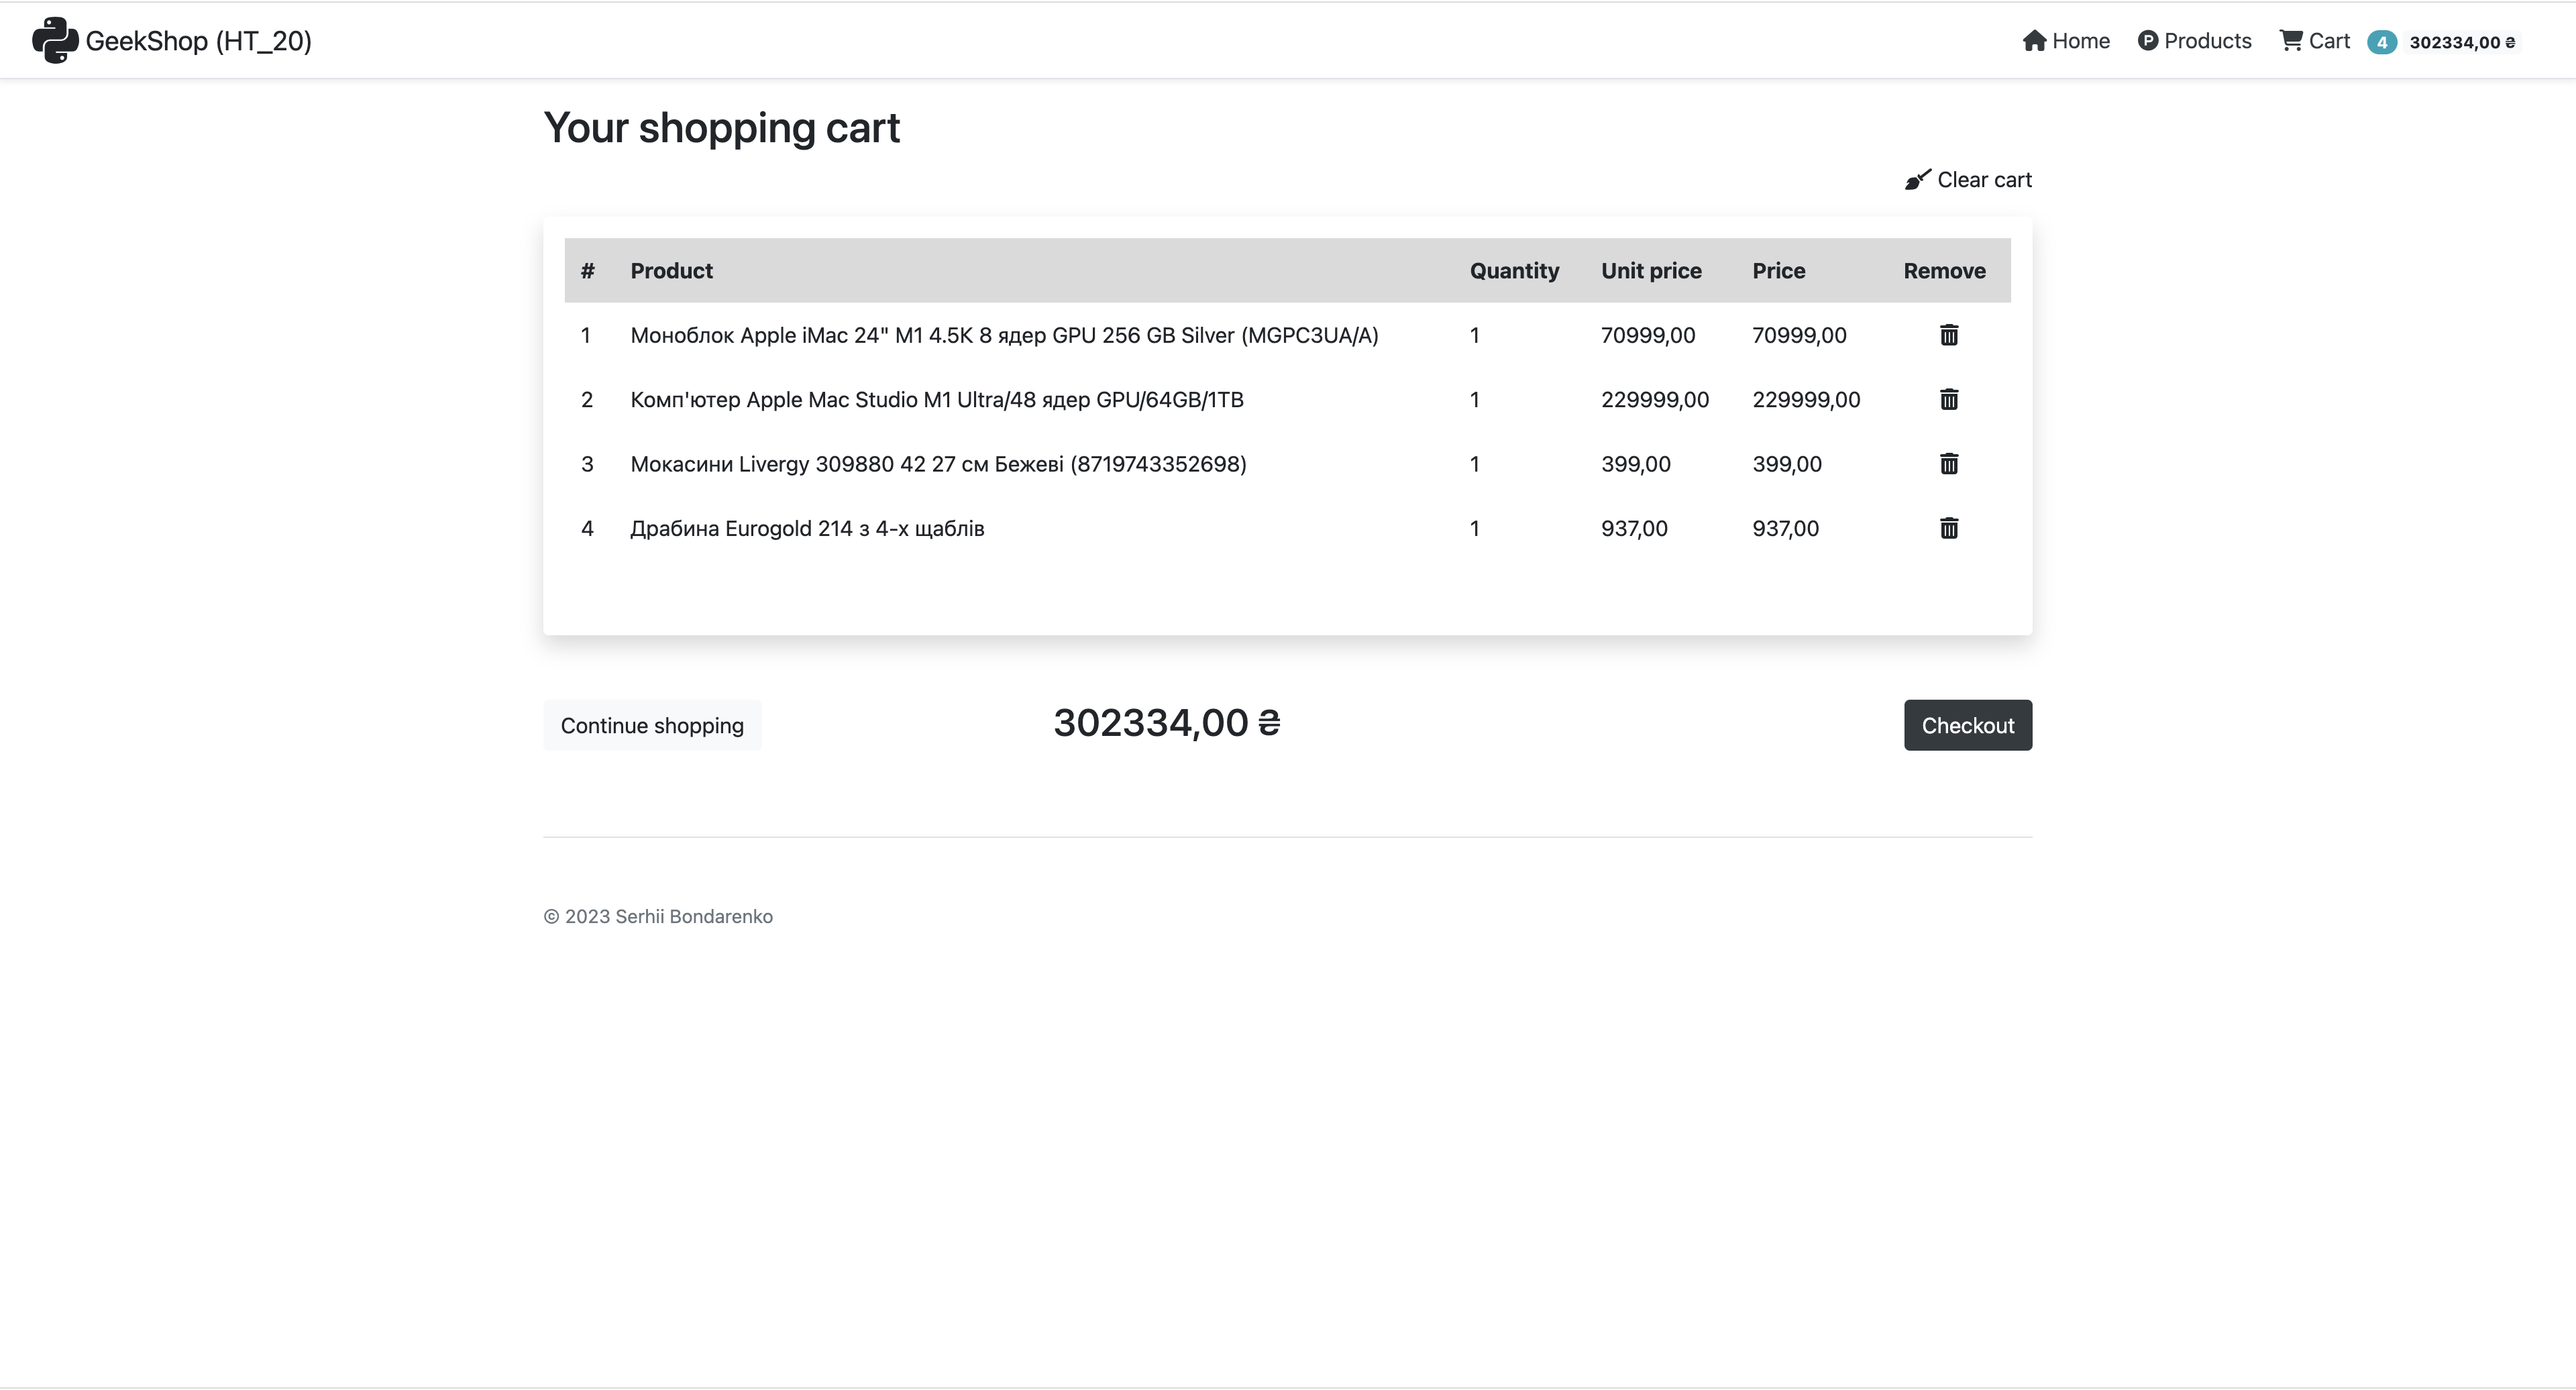 GeekShop (HT_20) Home Products Cart 4 302334,00 ₴
Your shopping cart
Clear cart
# Product Quantity Unit price Price Remove
1 Моноблок Apple iMac 24" M1 4.5K 8 ядер GPU 256 GB Silver (MGPC3UA/A) 1 70999,00 70999,00
2 Комп'ютер Apple Mac Studio M1 Ultra/48 ядер GPU/64GB/1TB 1 229999,00 229999,00
3 Мокасини Livergy 309880 42 27 см Бежеві (8719743352698) 1 399,00 399,00
4 Драбина Eurogold 214 з 4-х щаблів 1 937,00 937,00
Continue shopping 302334,00 ₴ Checkout
© 2023 Serhii Bondarenko